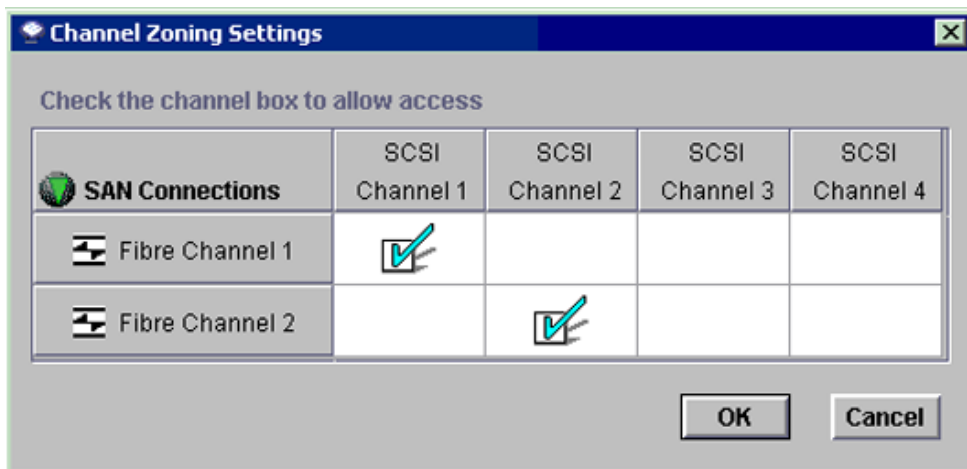 Channel Zoning Settings
Check the channel box to allow access
SAN Connections
SCSI Channel 1
SCSI Channel 2
SCSI Channel 3
SCSI Channel 4
Fibre Channel 1
Fibre Channel 2
OK
Cancel